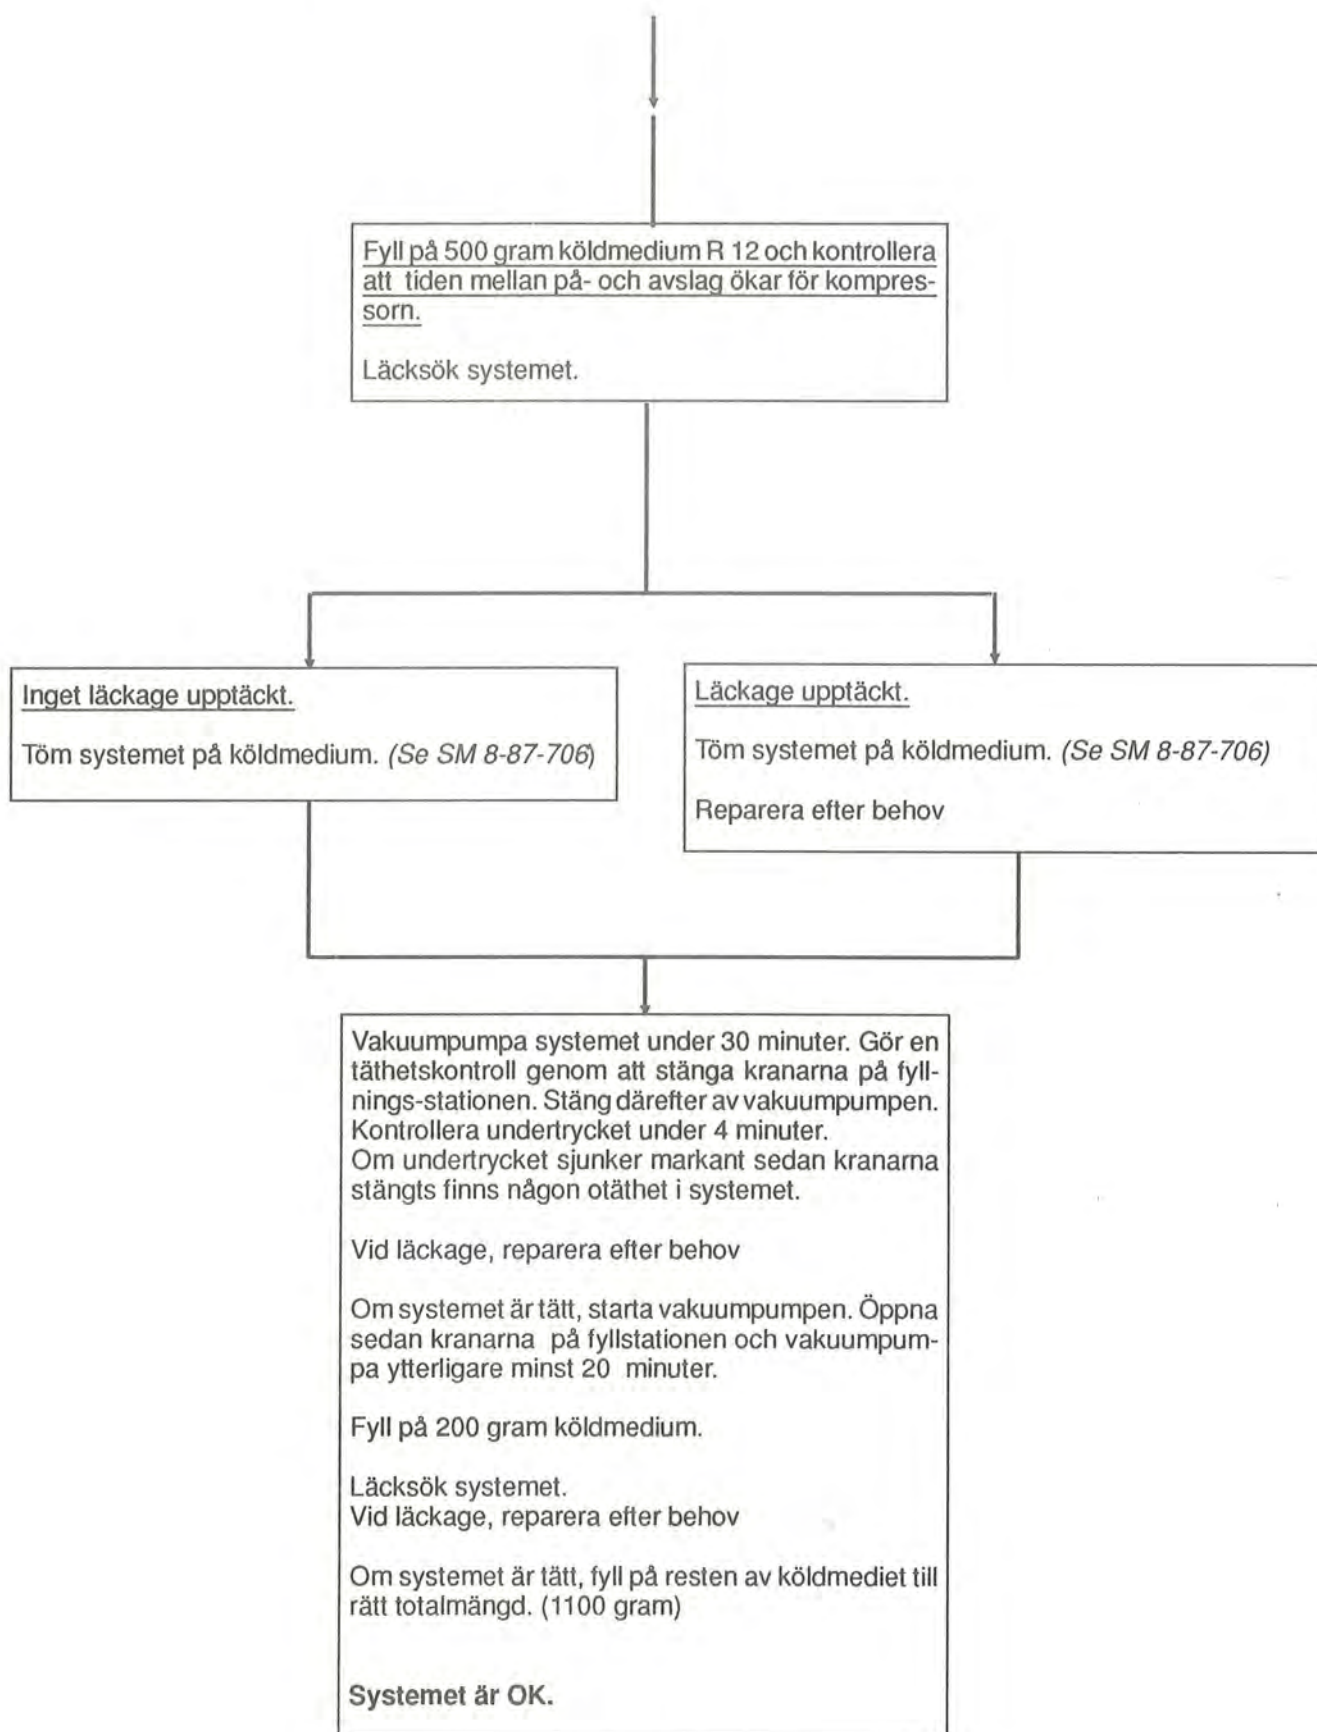 Fyll på 500 gram köldmedium R 12 och kontrollera
att tiden mellan på- och avslag ökar för kompres-
sorn.
Läcksök systemet.
Inget läckage upptäckt.
Töm systemet på köldmedium. (Se SM 8-87-706)
Läckage upptäckt.
Töm systemet på köldmedium. (Se SM 8-87-706)
Reparera efter behov
Vakuumpumpa systemet under 30 minuter. Gör en
täthetskontroll genom att stänga kranarna på fyll-
nings-stationen. Stäng därefter av vakuumpumpen.
Kontrollera undertrycket under 4 minuter.
Om undertrycket sjunker markant sedan kranarna
stängts finns någon otäthet i systemet.
Vid läckage, reparera efter behov
Om systemet är tätt, starta vakuumpumpen. Öppna
sedan kranarna på fyllstationen och vakuumpum-
pa ytterligare minst 20 minuter.
Fyll på 200 gram köldmedium.
Läcksök systemet.
Vid läckage, reparera efter behov
Om systemet är tätt, fyll på resten av köldmediet till
rätt totalmängd. (1100 gram)
Systemet är OK.